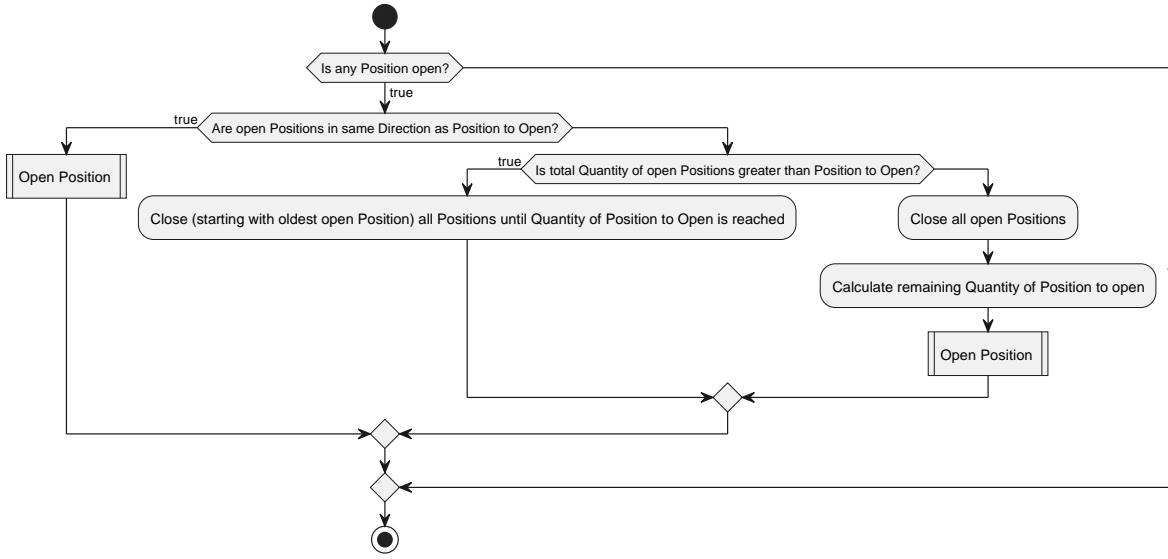 Is any Position open?
true
true
Are open Positions in same Direction as Position to Open?
Open Position
true
Is total Quantity of open Positions greater than Position to Open?
Close (starting with oldest open Position) all Positions until Quantity of Position to Open is reached
Close all open Positions
Calculate remaining Quantity of Position to open
Open Position